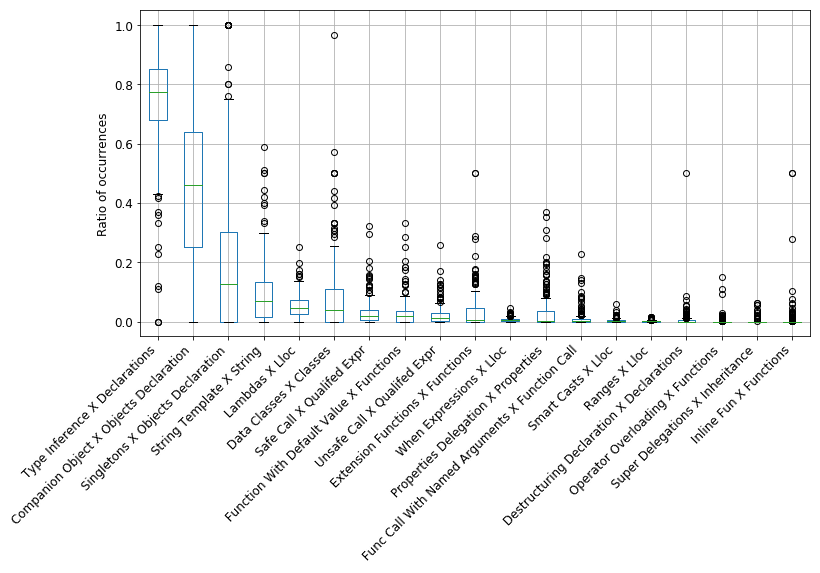 1.0
0.8
0.6
0.4
0.2
0.0
Ratio of occurrences
Type Inference X Declarations
Companion Object X Objects Declaration
Singletons X Objects Declaration
String Template X String
Lambdas X Lloc
Data Classes X Classes
Safe Call X Qualifed Expr
Function With Default Value X Functions
Unsafe Call X Qualifed Expr
Extension Functions X Functions
When Expressions X Lloc
Properties Delegation X Properties
Func Call With Named Arguments X Function Call
Smart Casts X Lloc
Ranges X Lloc
Destructuring Declaration X Declarations
Operator Overloading X Functions
Super Delegations X Inheritance
Inline Fun X Functions